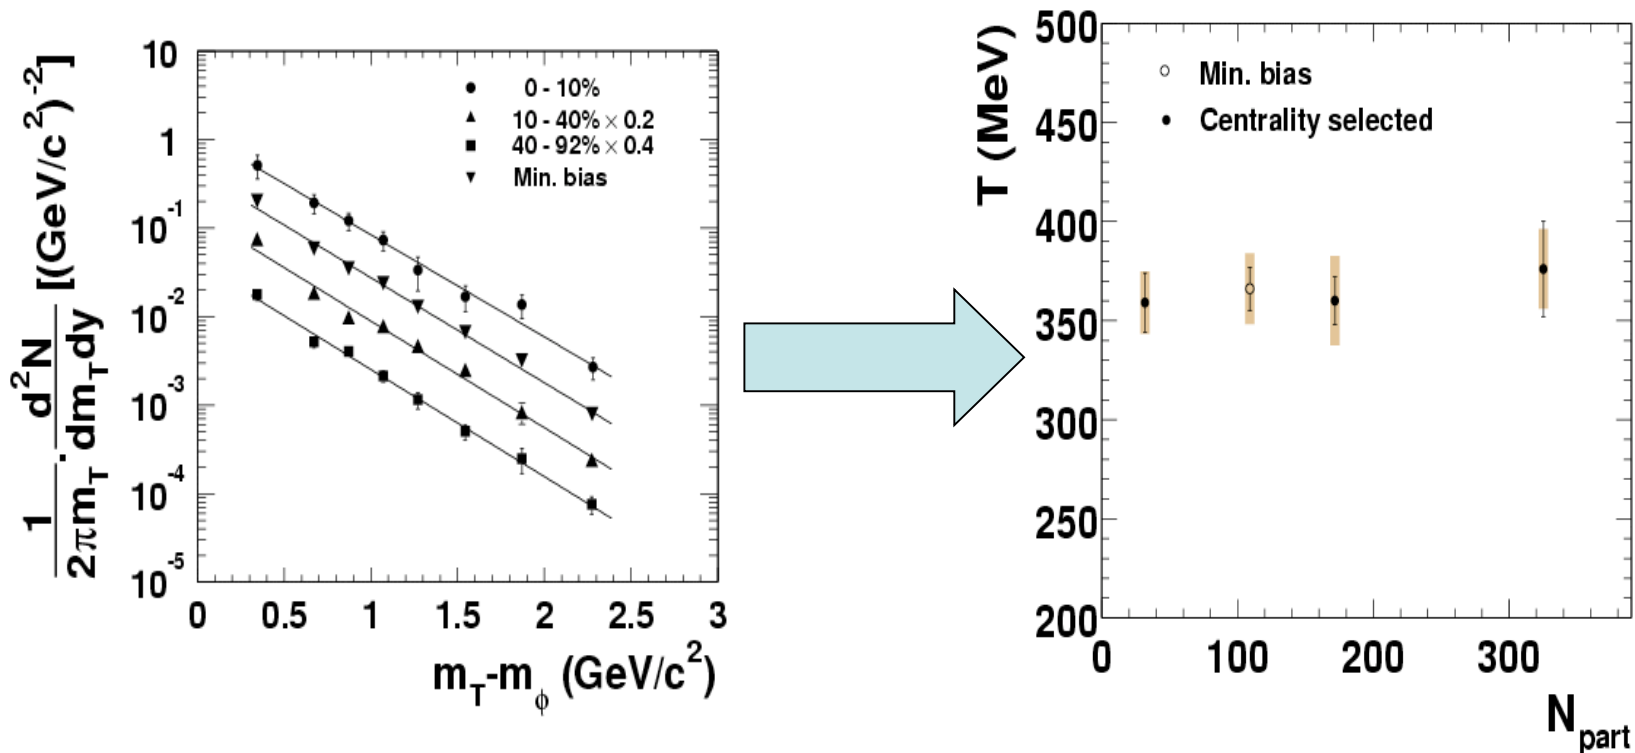 1/2πm_T · d²N/dm_Tdy [(GeV/c²)⁻²]
10
1
10⁻¹
10⁻²
10⁻³
10⁻⁴
10⁻⁵
0 - 10%
10 - 40% × 0.2
40 - 92% × 0.4
Min. bias
0 0.5 1 1.5 2 2.5 3
m_T-m_ϕ (GeV/c²)
T (MeV)
500
450
400
350
300
250
200
Min. bias
Centrality selected
0 100 200 300
N_part